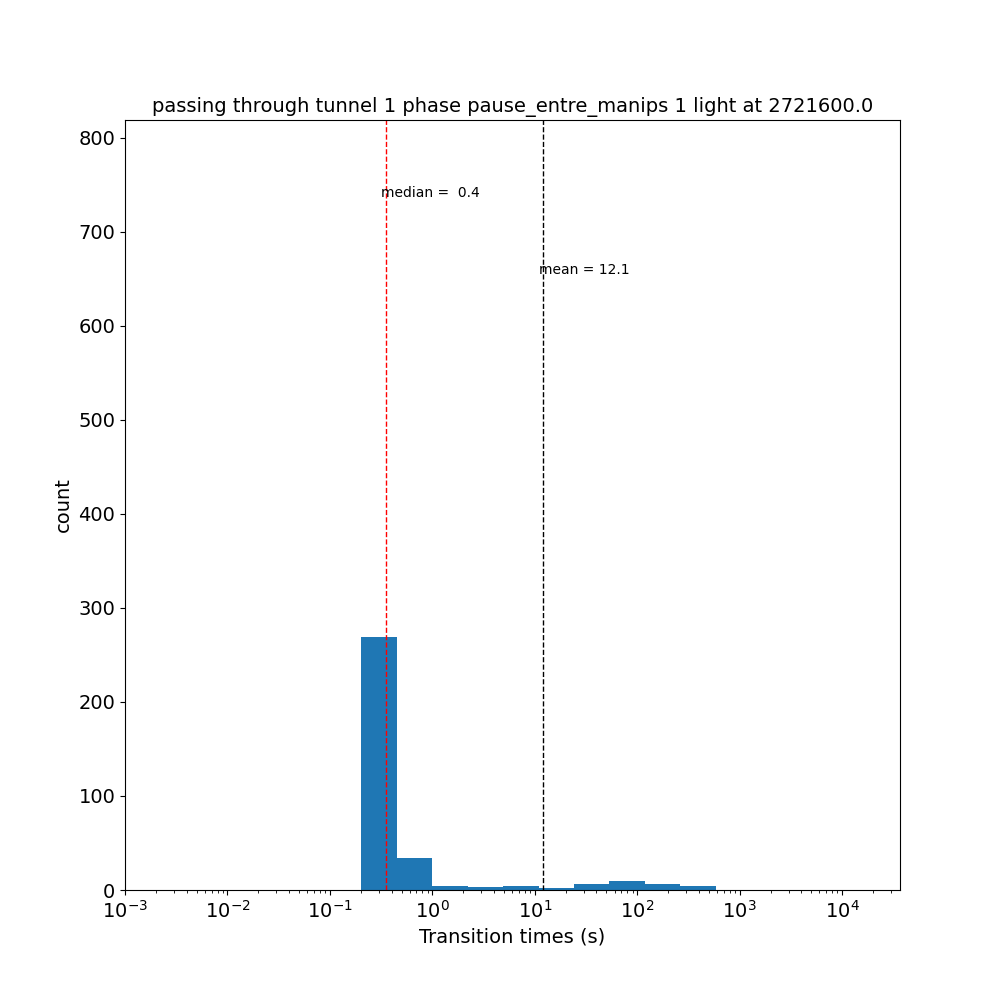 passing through tunnel 1 phase pause_entre_manips 1 light at 2721600.0
800
median =  0.4
700
mean = 12.1
600
500
400
count
300
200
100
0
10⁻³ 10⁻² 10⁻¹ 10⁰ 10¹ 10² 10³ 10⁴
Transition times (s)